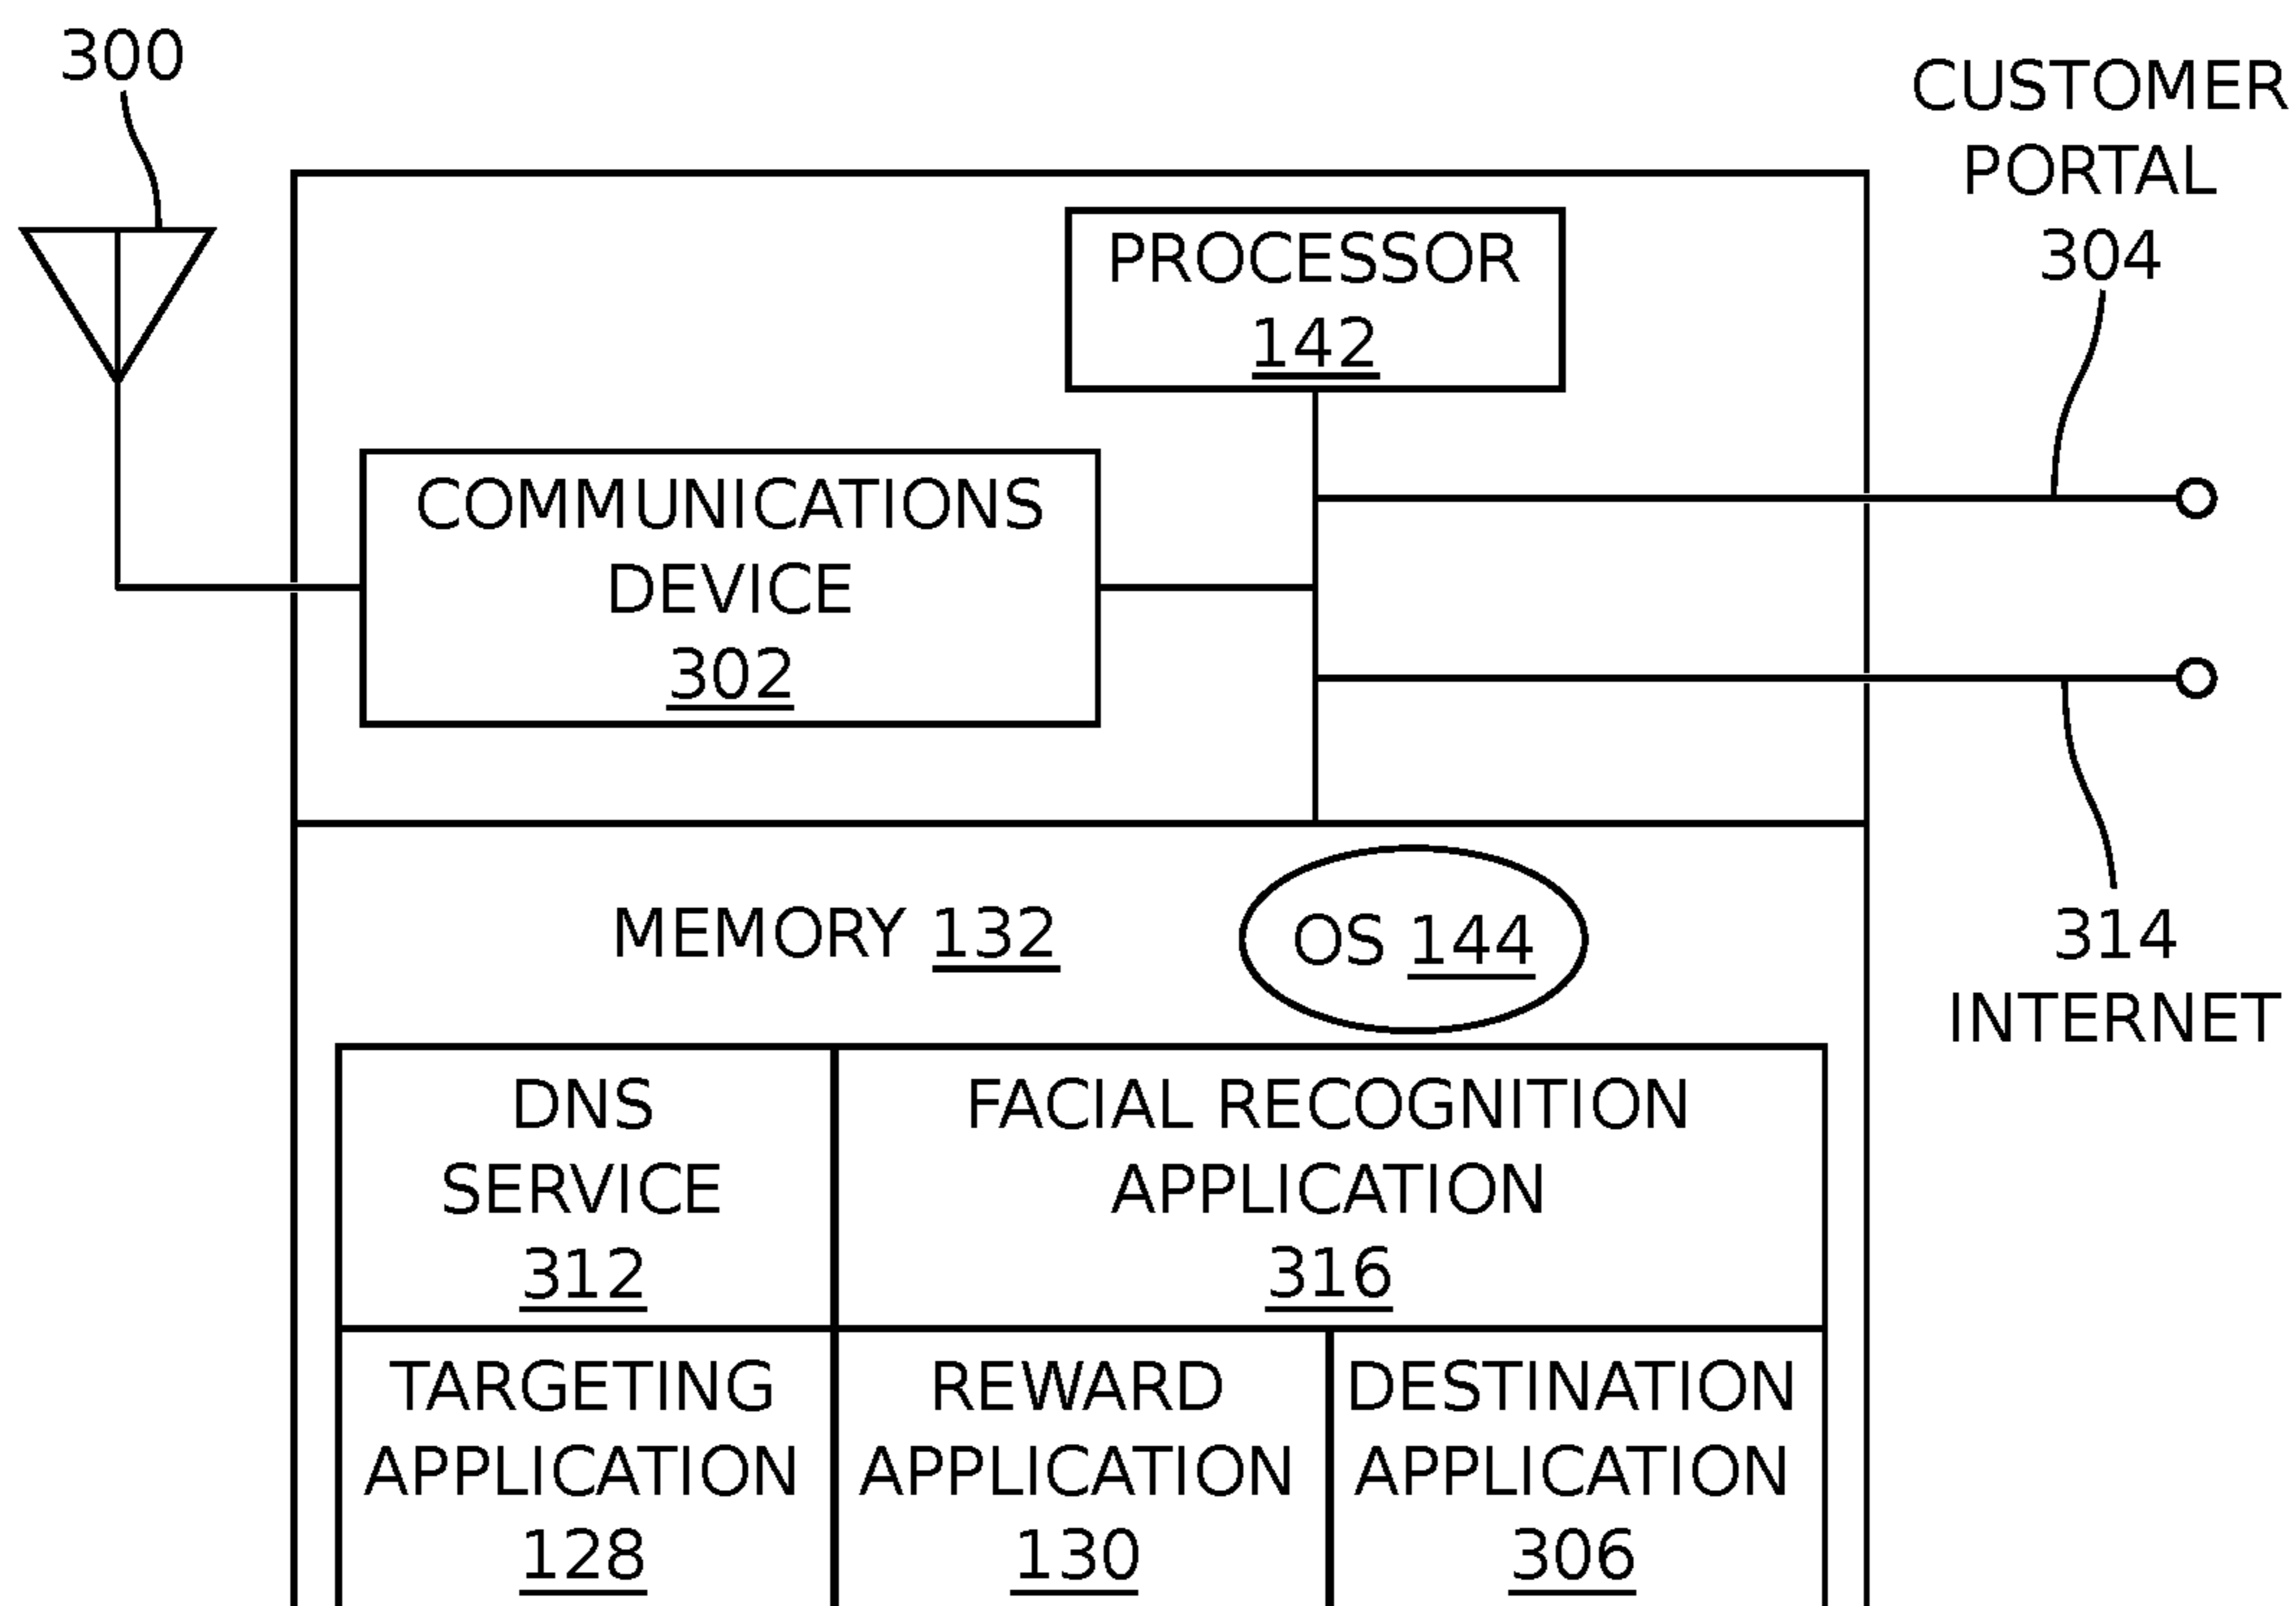 300
CUSTOMER
PORTAL
304
PROCESSOR
142
COMMUNICATIONS
DEVICE
302
MEMORY 132
OS 144
314
INTERNET
DNS
SERVICE
312
FACIAL RECOGNITION
APPLICATION
316
TARGETING
APPLICATION
128
REWARD
APPLICATION
130
DESTINATION
APPLICATION
306